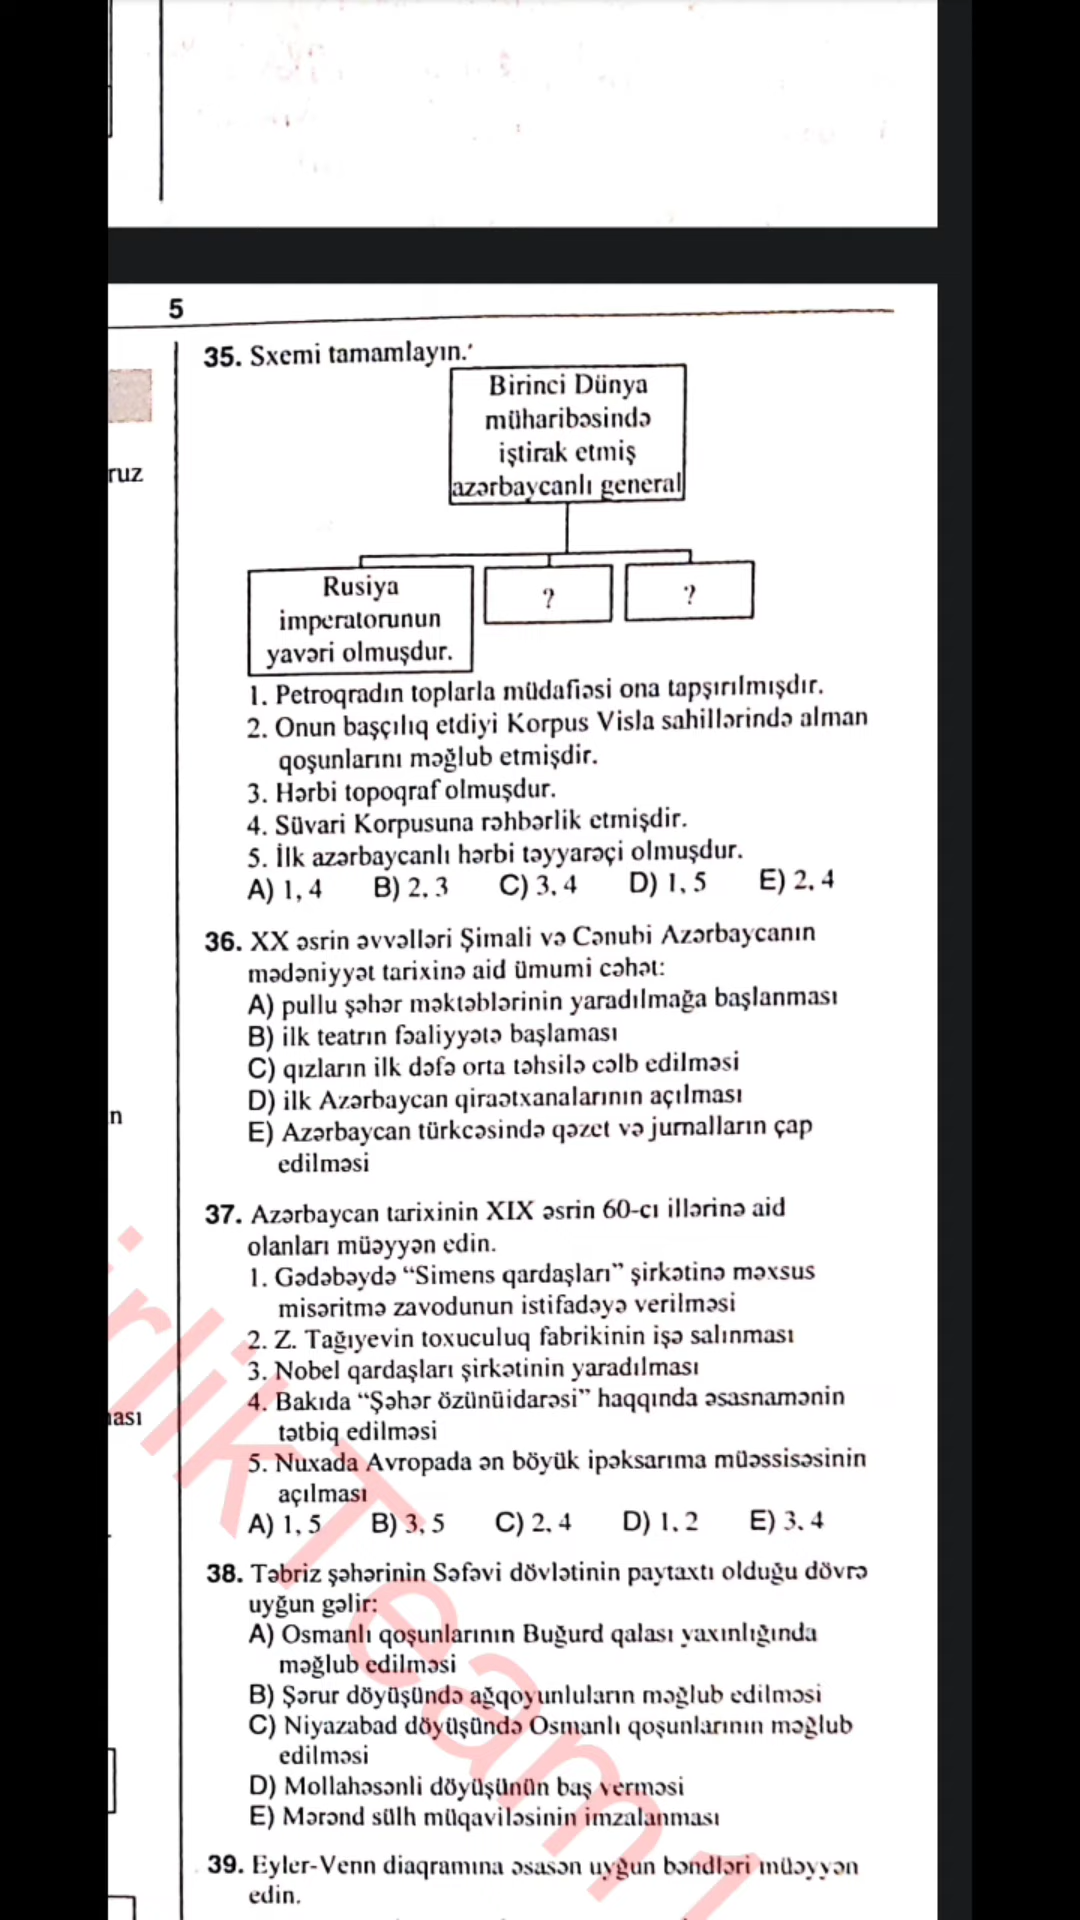 5
35. Sxemi tamamlayın.
Birinci Dünya
müharibəsində
iştirak etmiş
azərbaycanlı general
Rusiya
imperatorunun
yavəri olmuşdur.
?
?
1. Petroqradın toplarla müdafiəsi ona tapşırılmışdır.
2. Onun başçılıq etdiyi Korpus Visla sahillərində alman
qoşunlarını məğlub etmişdir.
3. Hərbi topoqraf olmuşdur.
4. Süvari Korpusuna rəhbərlik etmişdir.
5. İlk azərbaycanlı hərbi təyyarəçi olmuşdur.
A) 1, 4 B) 2, 3 C) 3, 4 D) 1, 5 E) 2, 4
ruz
36. XX əsrin əvvəlləri Şimali və Cənubi Azərbaycanın
mədəniyyət tarixinə aid ümumi cəhət:
A) pullu şəhər məktəblərinin yaradılmağa başlanması
B) ilk teatrın fəaliyyətə başlaması
C) qızların ilk dəfə orta təhsilə cəlb edilməsi
D) ilk Azərbaycan qiraətxanalarının açılması
E) Azərbaycan türkcəsində qəzet və jurnalların çap
edilməsi
n
37. Azərbaycan tarixinin XIX əsrin 60-cı illərinə aid
olanları müəyyən edin.
1. Gədəbəydə “Simens qardaşları” şirkətinə məxsus
misəritmə zavodunun istifadəyə verilməsi
2. Z. Tağıyevin toxuculuq fabrikinin işə salınması
3. Nobel qardaşları şirkətinin yaradılması
4. Bakıda “Şəhər özünüidarəsi” haqqında əsasnamənin
tətbiq edilməsi
5. Nuxada Avropada ən böyük ipəksarıma müəssisəsinin
açılması
A) 1, 5 B) 3, 5 C) 2, 4 D) 1, 2 E) 3, 4
ası
38. Təbriz şəhərinin Səfəvi dövlətinin paytaxtı olduğu dövrə
uyğun gəlir:
A) Osmanlı qoşunlarının Buğurd qalası yaxınlığında
məğlub edilməsi
B) Şərur döyüşündə ağqoyunluların məğlub edilməsi
C) Niyazabad döyüşündə Osmanlı qoşunlarının məğlub
edilməsi
D) Mollahəsənli döyüşünün baş verməsi
E) Mərənd sülh müqaviləsinin imzalanması
39. Eyler-Venn diaqramına əsasən uyğun bəndləri müəyyən
edin.
irlikTeam1